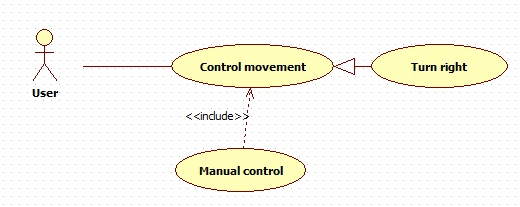 Control movement
Turn right
User
<<include>>
Manual control